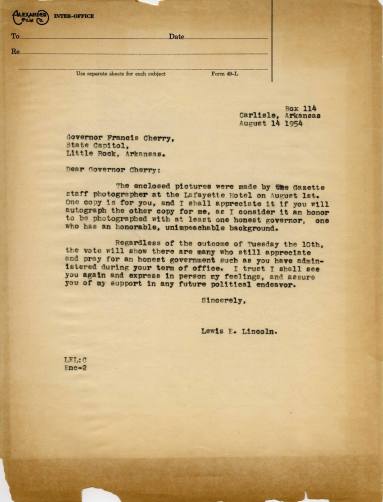 ALEXANDER FILM CO. INTER-OFFICE
To Date
Re
Use separate sheets for each subject Form 49-L
Box 114
Carlisle, Arkansas
August 14 1954
Governor Francis Cherry,
State Capitol,
Little Rock, Arkansas.
Dear Governor Cherry:
The enclosed pictures were made by the Gazette
staff photographer at the Lafayette Hotel on August 1st.
One copy is for you, and I shall appreciate it if you will
autograph the other copy for me, as I consider it an honor
to be photographed with at least one honest governor, one
who has an honorable, unimpeachable background.
Regardless of the outcome of Tuesday the 10th,
the vote will show there are many who still appreciate
and pray for an honest government such as you have admin-
istered during your term of office. I trust I shall see
you again and express in person my feelings, and assure
you of my support in any future political endeavor.
Sincerely,
Lewis E. Lincoln.
LEL:C
Enc-2